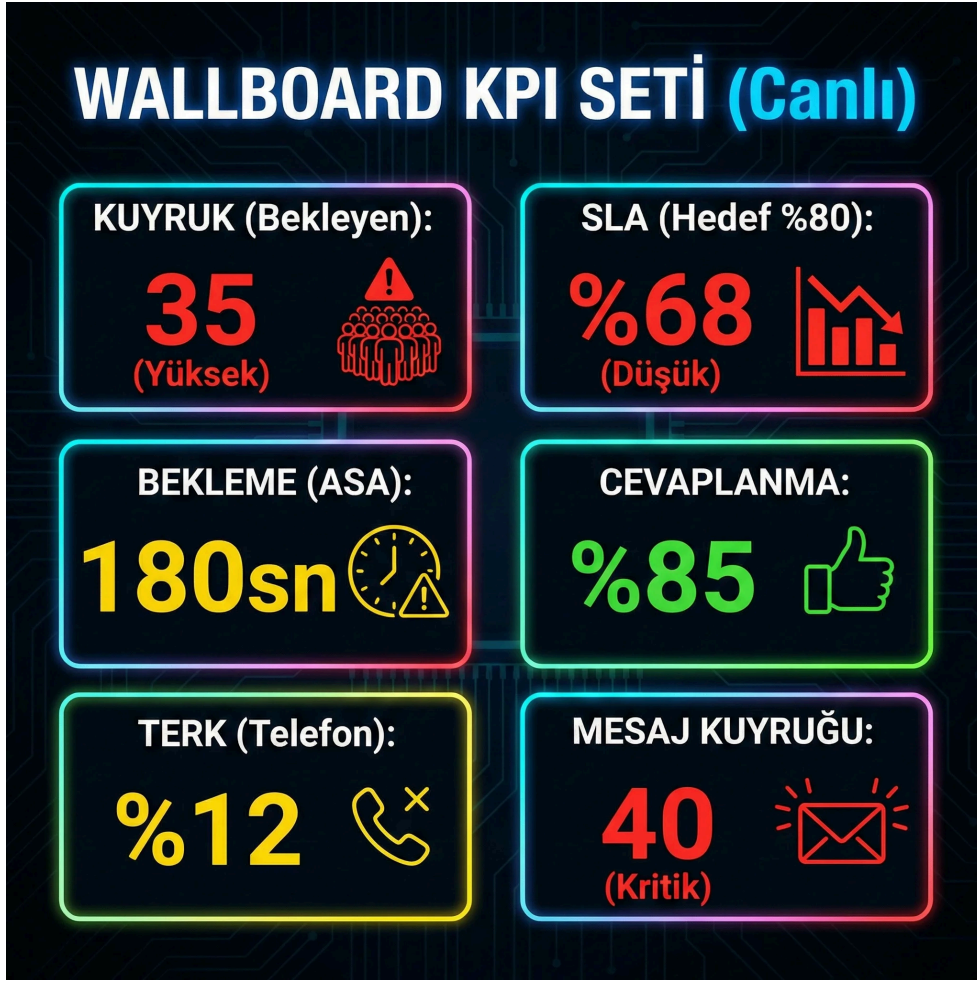 WALLBOARD KPI SETİ (Canlı)
KUYRUK (Bekleyen):
35
(Yüksek)
SLA (Hedef %80):
%68
(Düşük)
BEKLEME (ASA):
180sn
CEVAPLANMA:
%85
TERK (Telefon):
%12
MESAJ KUYRUĞU:
40
(Kritik)